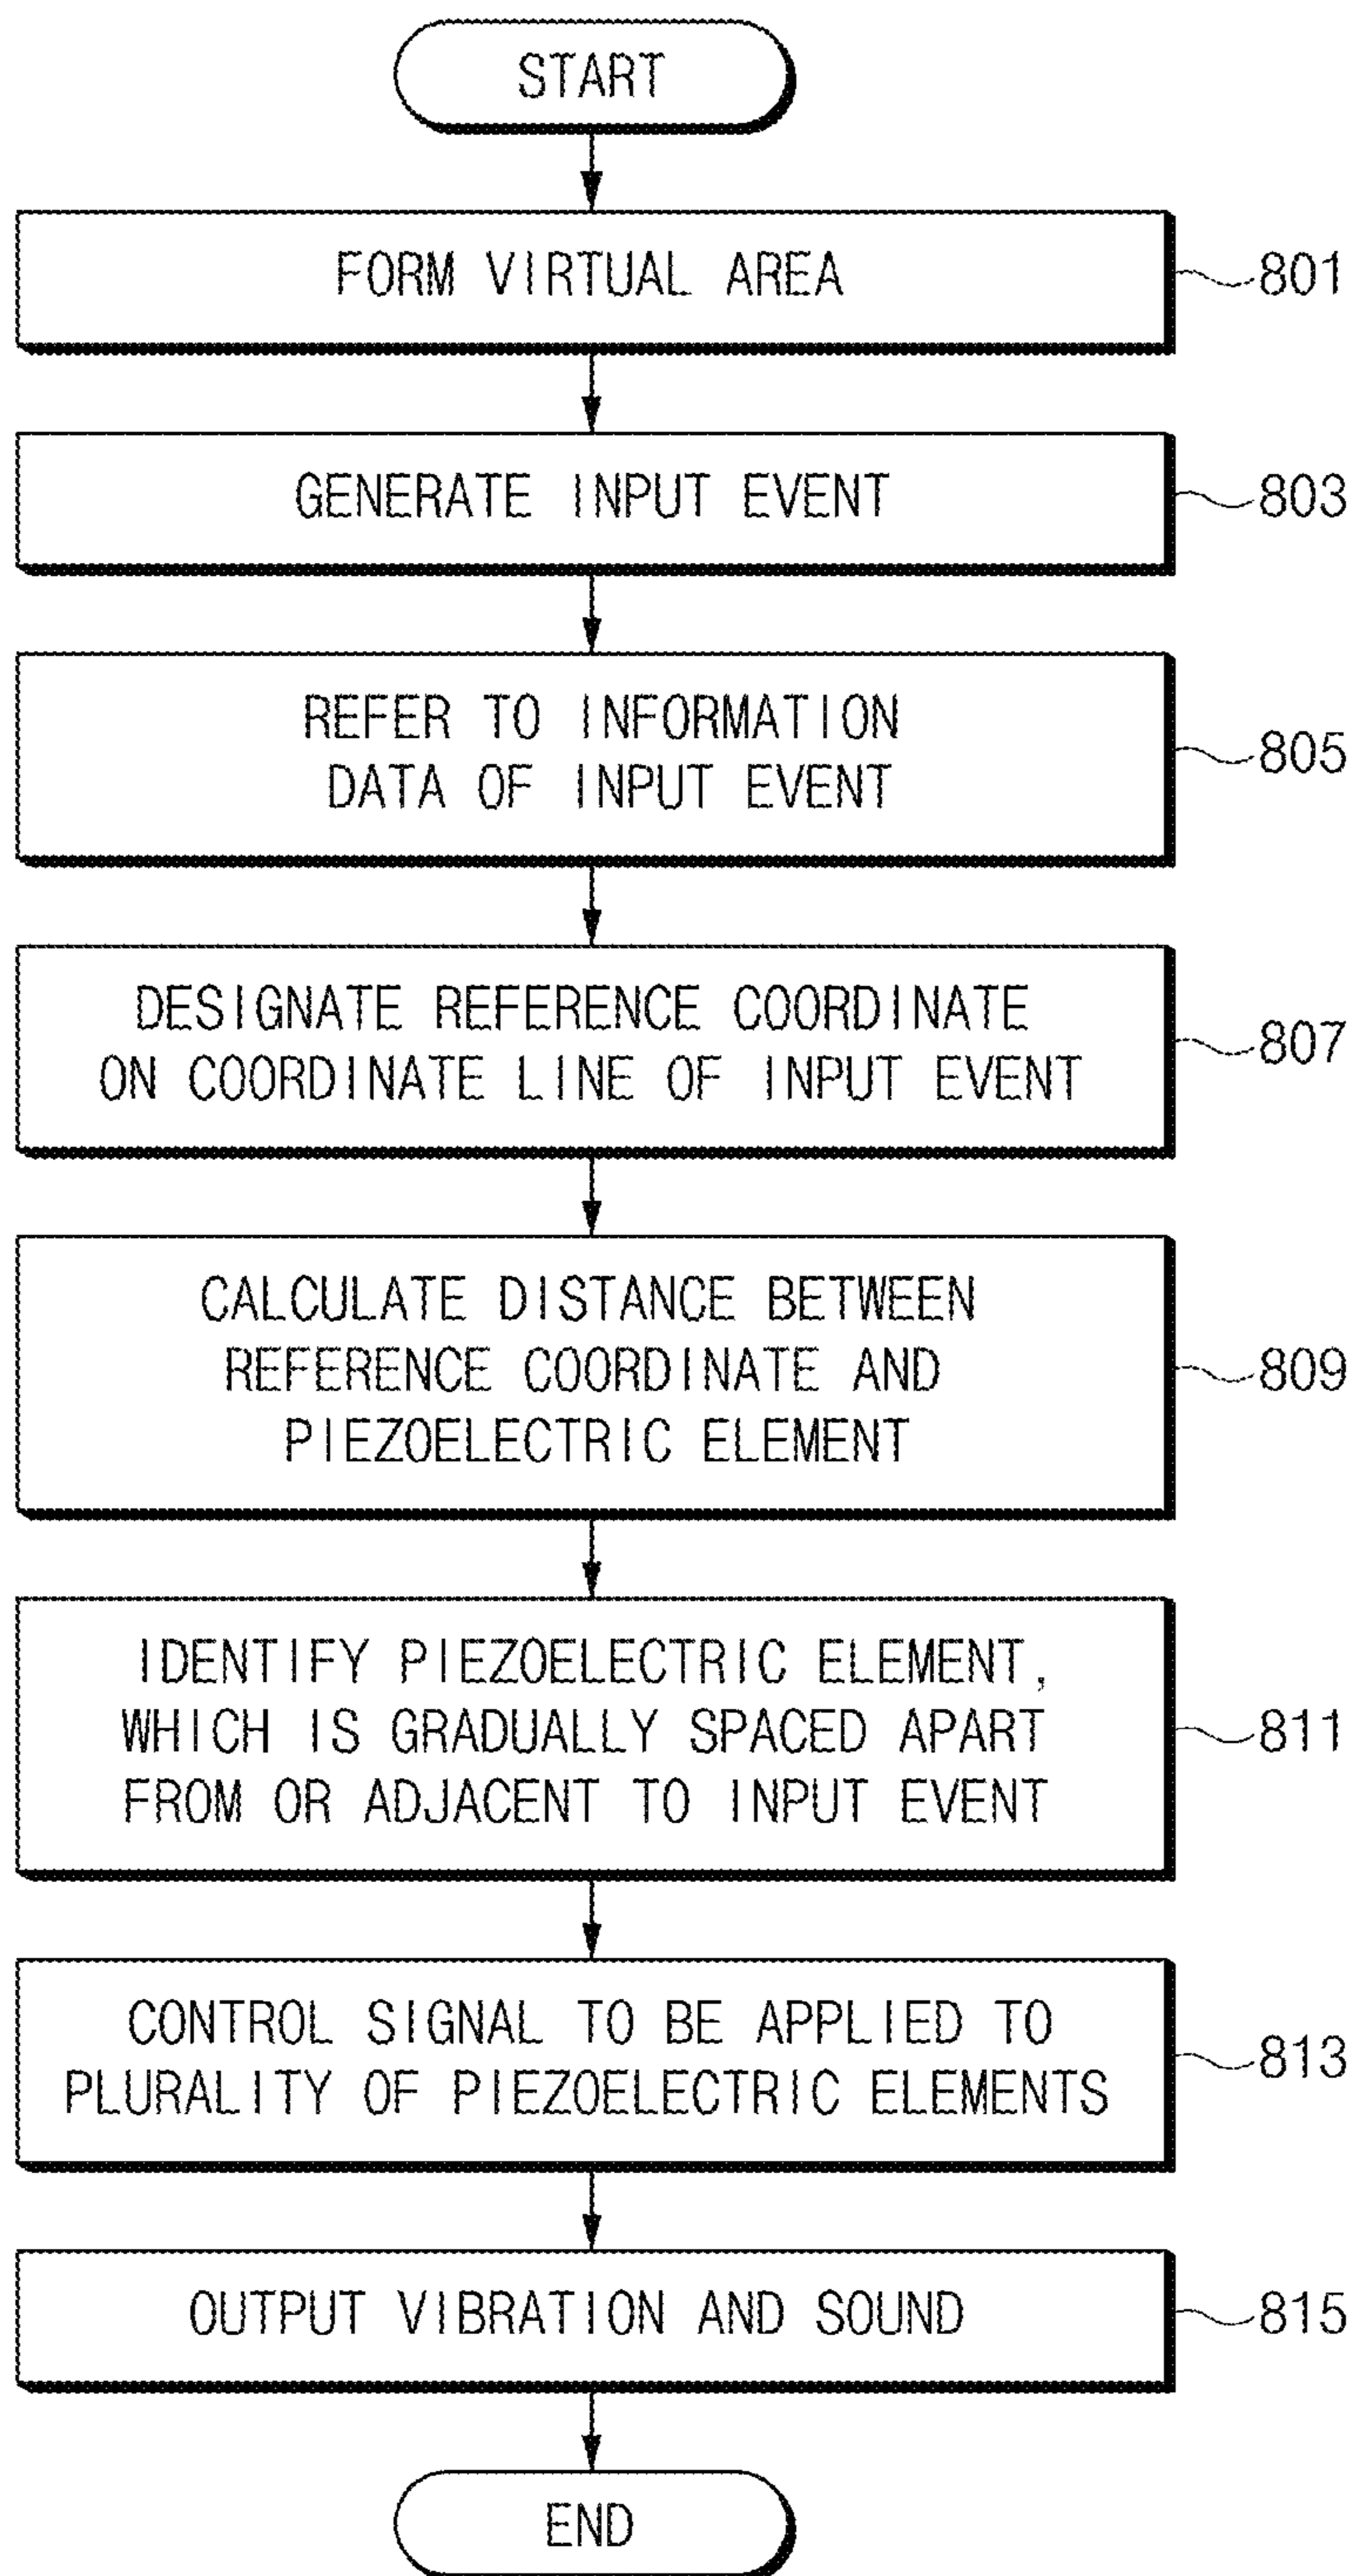 START
FORM VIRTUAL AREA
801
GENERATE INPUT EVENT
803
REFER TO INFORMATION
DATA OF INPUT EVENT
805
DESIGNATE REFERENCE COORDINATE
ON COORDINATE LINE OF INPUT EVENT
807
CALCULATE DISTANCE BETWEEN
REFERENCE COORDINATE AND
PIEZOELECTRIC ELEMENT
809
IDENTIFY PIEZOELECTRIC ELEMENT,
WHICH IS GRADUALLY SPACED APART
FROM OR ADJACENT TO INPUT EVENT
811
CONTROL SIGNAL TO BE APPLIED TO
PLURALITY OF PIEZOELECTRIC ELEMENTS
813
OUTPUT VIBRATION AND SOUND
815
END